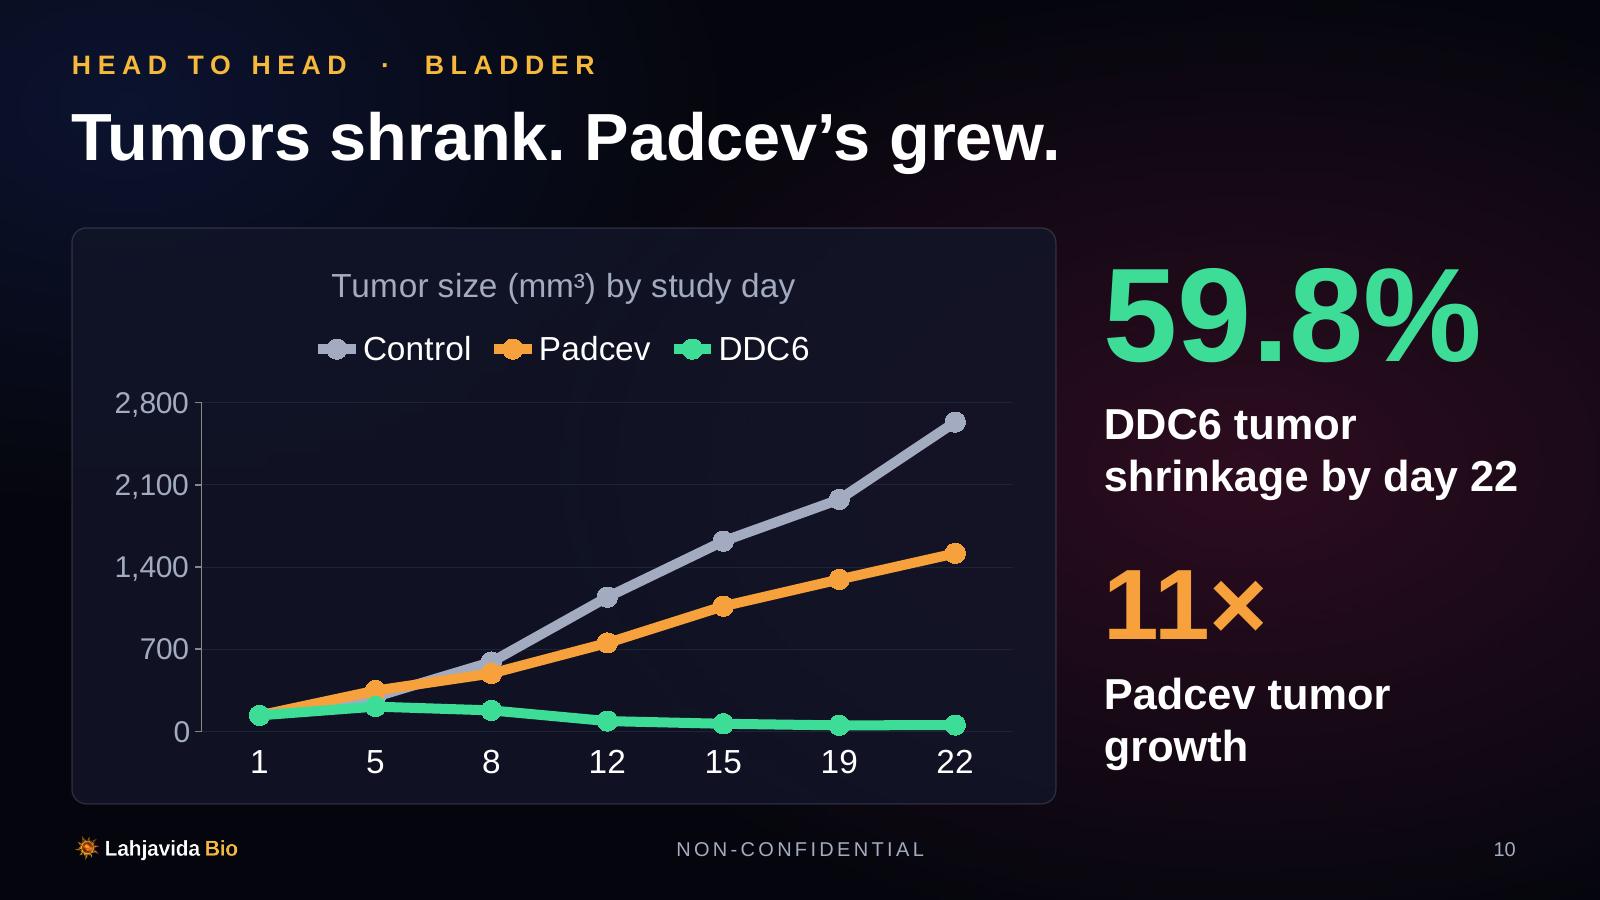 HEAD TO HEAD · BLADDER
Tumors shrank. Padcev’s grew.
Tumor size (mm³) by study day
Control Padcev DDC6
2,800
2,100
1,400
700
0
1 5 8 12 15 19 22
59.8%
DDC6 tumor
shrinkage by day 22
11×
Padcev tumor
growth
Lahjavida Bio
NON-CONFIDENTIAL
10